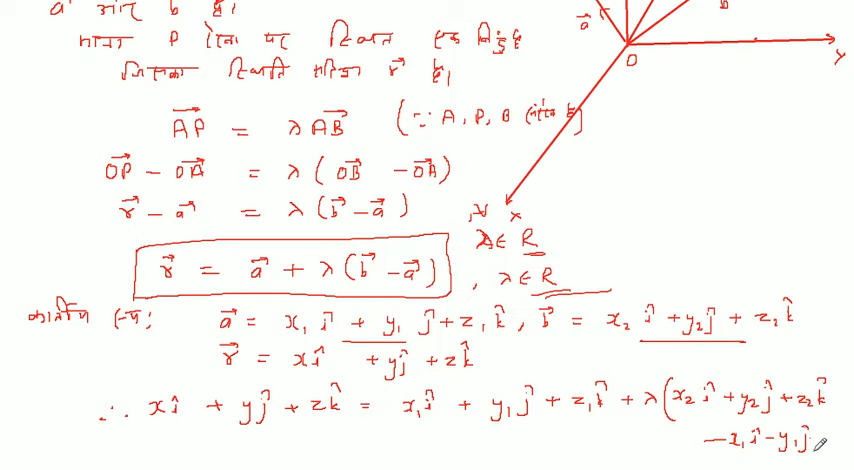 a⃗ और b⃗ है।
माना P रेखा पर स्थित एक बिंदु है
जिसका स्थिति सदिश r⃗ है।
AP⃗ = λAB⃗ (∵ A, P, B संरेख है)
OP⃗ − OA⃗ = λ(OB⃗ − OA⃗)
r⃗ − a⃗ = λ(b⃗ − a⃗)
λ ∈ R
r⃗ = a⃗ + λ(b⃗ − a⃗) , λ ∈ R
कार्तीय रूप: a⃗ = x₁î + y₁ĵ + z₁k̂, b⃗ = x₂î + y₂ĵ + z₂k̂
r⃗ = xî + yĵ + zk̂
∴ xî + yĵ + zk̂ = x₁î + y₁ĵ + z₁k̂ + λ(x₂î + y₂ĵ + z₂k̂
−x₁î − y₁ĵ
a⃗
B
O
Y
X